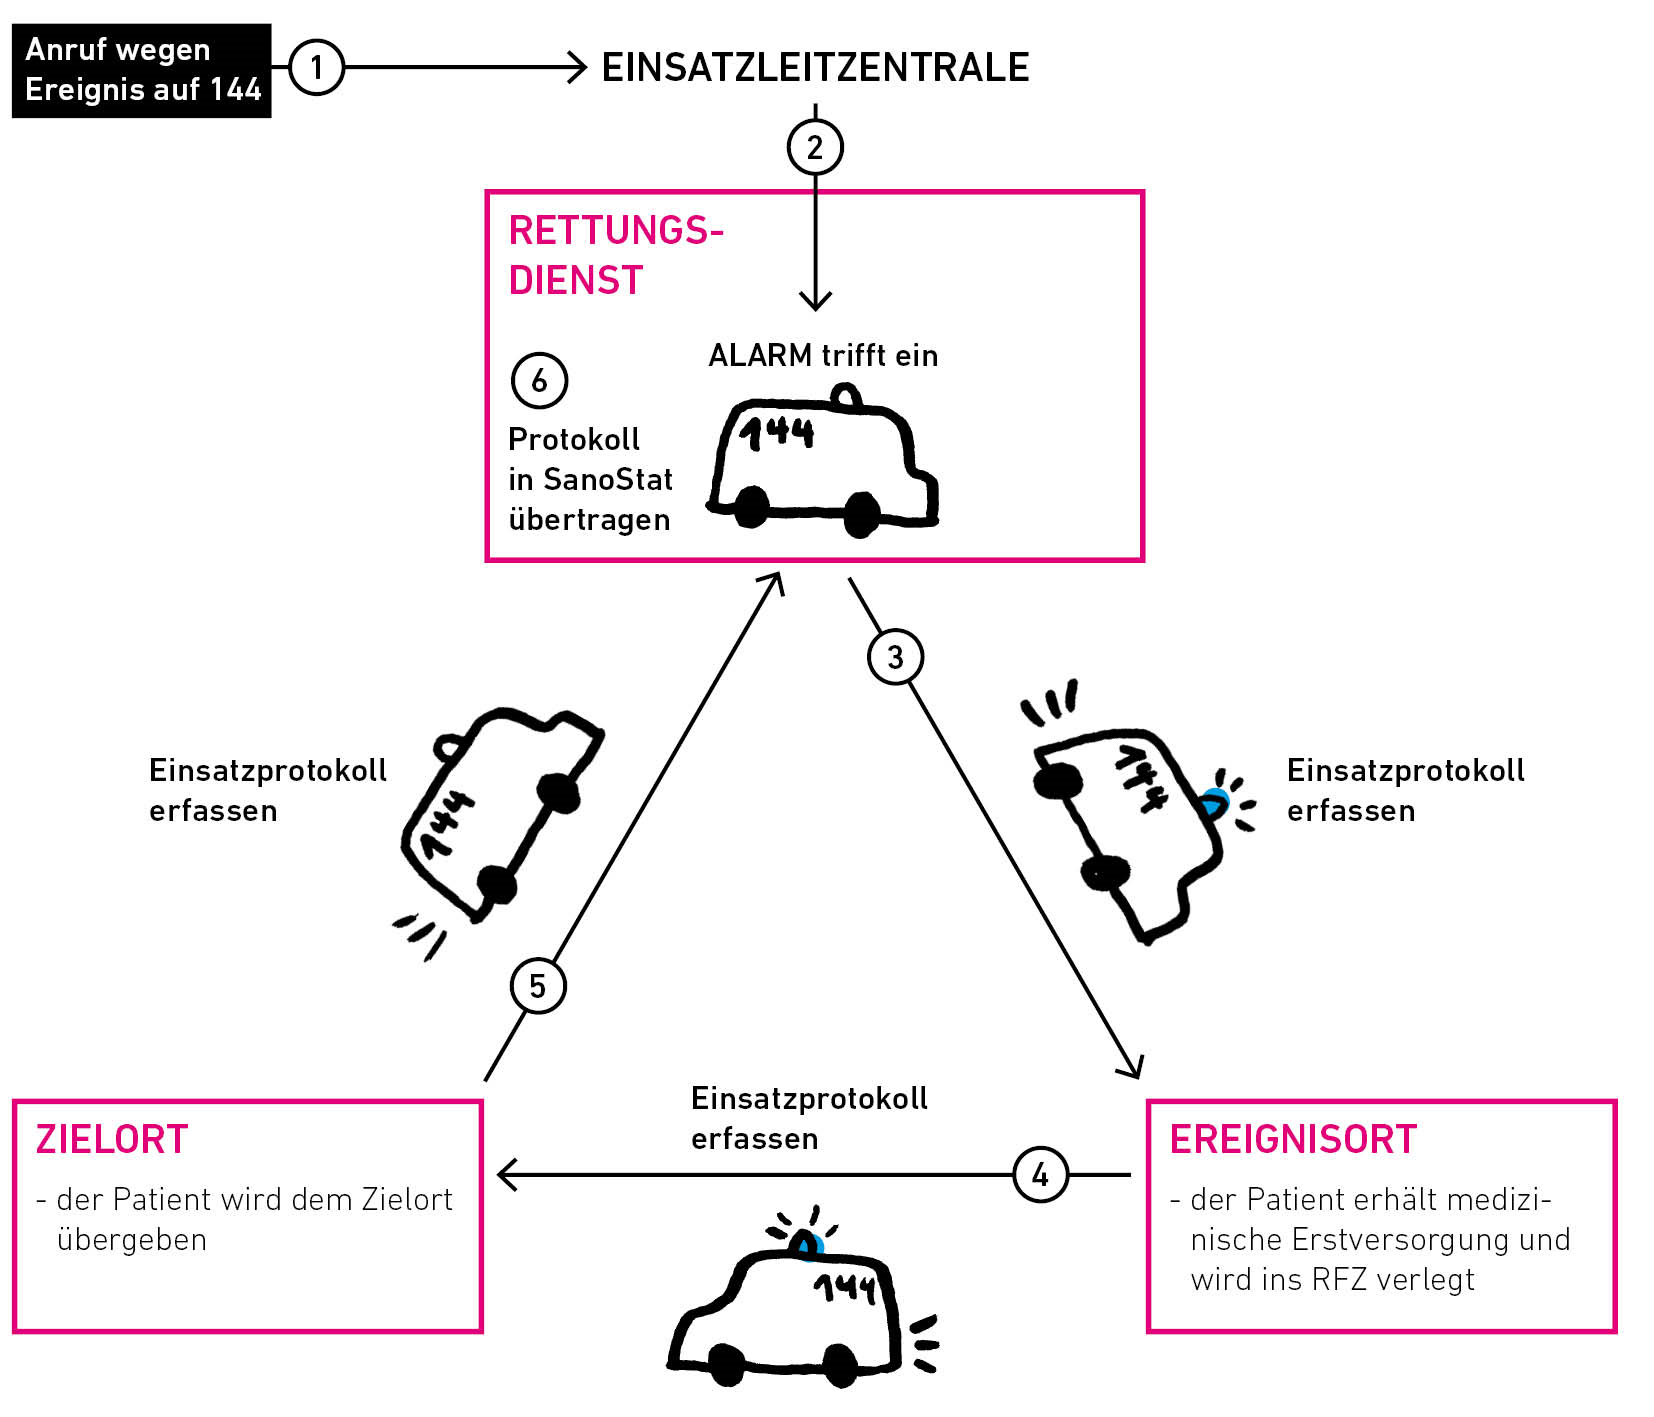 Anruf wegen
Ereignis auf 144
1
EINSATZLEITZENTRALE
2
RETTUNGS-
DIENST
ALARM trifft ein
6
Protokoll
in SanoStat
übertragen
144
3
Einsatzprotokoll
erfassen
144
Einsatzprotokoll
erfassen
144
5
Einsatzprotokoll
erfassen
4
144
ZIELORT
- der Patient wird dem Zielort
übergeben
EREIGNISORT
- der Patient erhält medizi-
nische Erstversorgung und
wird ins RFZ verlegt